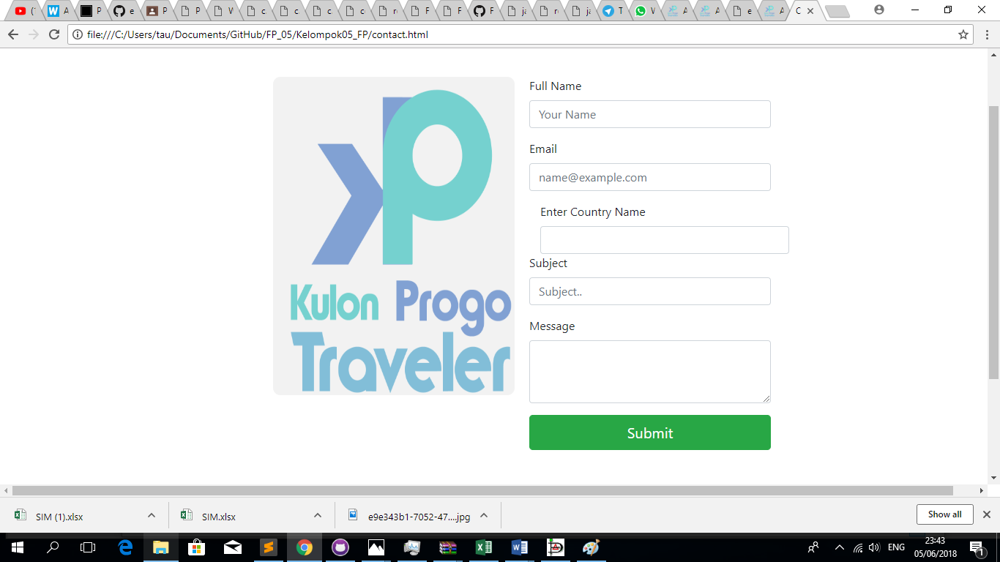 (
A
P
e
P
P
W
c
c
c
c
r
F
F
F
j
r
j
T
W
A
A
e
A
C
file:///C:/Users/tau/Documents/GitHub/FP_05/Kelompok05_FP/contact.html
kp
Kulon Progo
Traveler
Full Name
Your Name
Email
name@example.com
Enter Country Name
Subject
Subject..
Message
Submit
SIM (1).xlsx
SIM.xlsx
e9e343b1-7052-47....jpg
Show all
ENG
23:43
05/06/2018
1